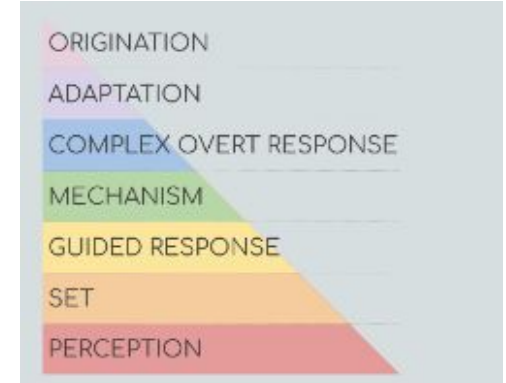 ORIGINATION
ADAPTATION
COMPLEX OVERT RESPONSE
MECHANISM
GUIDED RESPONSE
SET
PERCEPTION